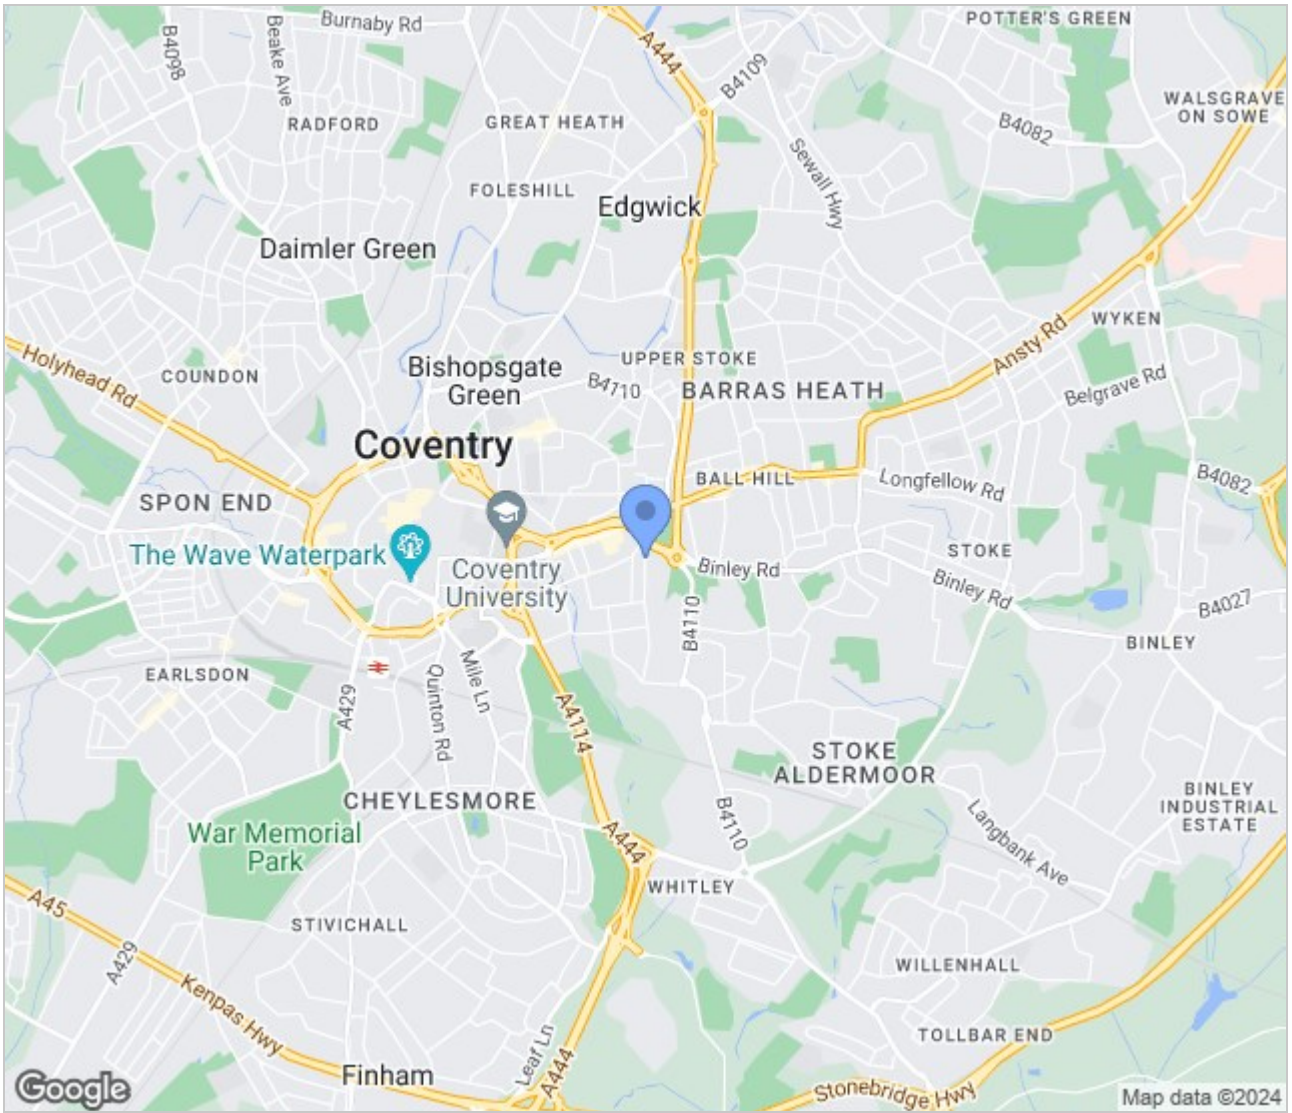 Burnaby Rd
POTTER'S GREEN
B4098
Beake Ave
A444
B4109
RADFORD
GREAT HEATH
WALSGRAVE
ON SOWE
B4082
Sewall Hwy
FOLESHILL
Edgwick
Daimler Green
Holyhead Rd
COUNDON
Bishopsgate
Green
UPPER STOKE
B4110
BARRAS HEATH
Ansty Rd
WYKEN
Belgrave Rd
Coventry
SPON END
BALL HILL
Longfellow Rd
B4082
The Wave Waterpark
Coventry
University
Binley Rd
STOKE
Binley Rd
B4027
B4110
BINLEY
EARLSDON
A429
Quinton Rd
Mile Ln
A4114
STOKE
ALDERMOOR
CHEYLESMORE
War Memorial
Park
A444
B4110
Langbank Ave
BINLEY
INDUSTRIAL
ESTATE
WHITLEY
A45
STIVICHALL
A429
WILLENHALL
Kenpas Hwy
TOLLBAR END
Finham
Leaf Ln
A444
Stonebridge Hwy
Google
Map data ©2024